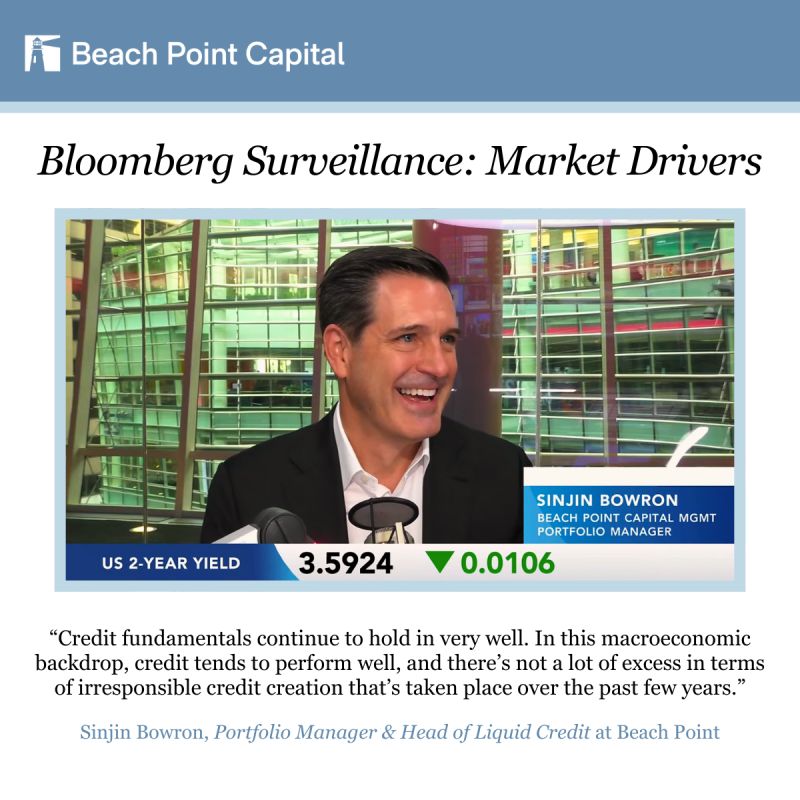 Beach Point Capital
Bloomberg Surveillance: Market Drivers
SINJIN BOWRON
BEACH POINT CAPITAL MGMT
PORTFOLIO MANAGER
US 2-YEAR YIELD 3.5924 ▼ 0.0106
“Credit fundamentals continue to hold in very well. In this macroeconomic
backdrop, credit tends to perform well, and there’s not a lot of excess in terms
of irresponsible credit creation that’s taken place over the past few years.”
Sinjin Bowron, Portfolio Manager & Head of Liquid Credit at Beach Point